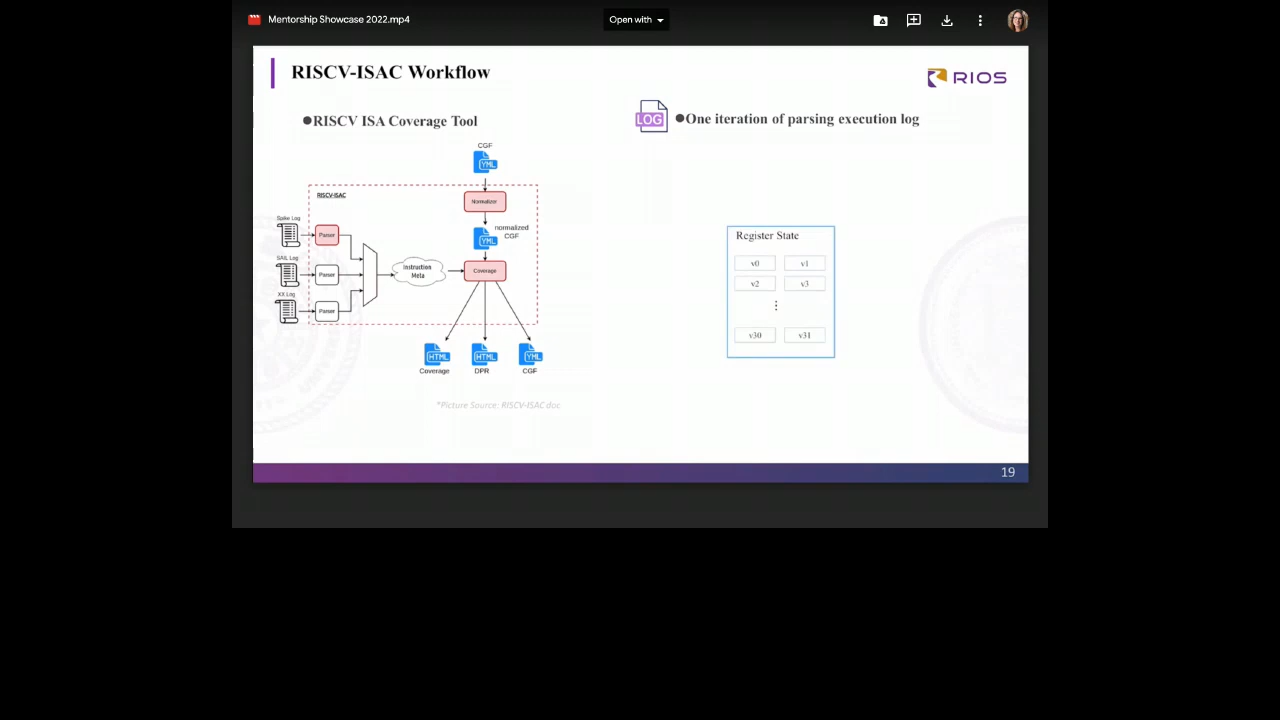 Mentorship Showcase 2022.mp4
Open with
RISCV-ISAC Workflow
RIOS
●RISCV ISA Coverage Tool
LOG
●One iteration of parsing execution log
CGF
YML
RISCV-ISAC
Normalizor
Spike Log
Parser
normalized
CGF
YML
SAIL Log
Parser
Instruction
Meta
Coverage
XX Log
Parser
HTML
HTML
YML
Coverage
DPR
CGF
*Picture Source: RISCV-ISAC doc
Register State
v0
v1
v2
v3
v30
v31
19